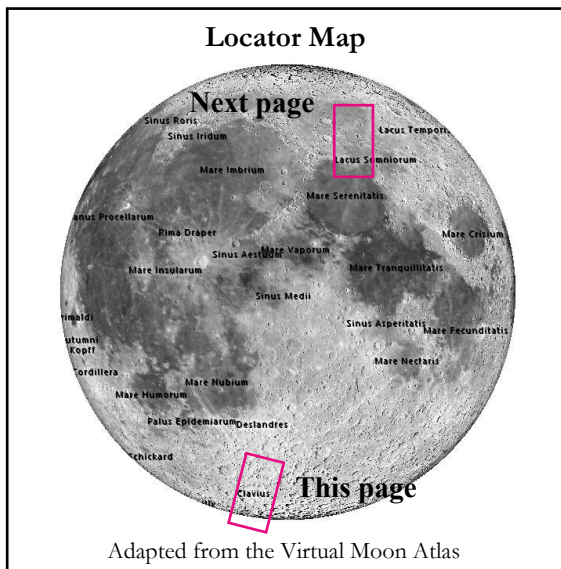 Locator Map
Next page
Sinus Roris
Lacus Tempori
Sinus Iridum
Lacus Somniorum
Mare Imbrium
Mare Serenitatis
anus Procellarum
Rima Draper
Mare Crisium
Sinus Aestuum
Mare Vaporum
Mare Insularum
Mare Tranquillitatis
Sinus Medii
rimaldi
Sinus Asperitatis
Mare Fecunditatis
utumni
Kopff
Mare Nectaris
Cordillera
Mare Nubium
Mare Humorum
Palus Epidemiarum
Deslandres
Schickard
Clavius
This page
Adapted from the Virtual Moon Atlas